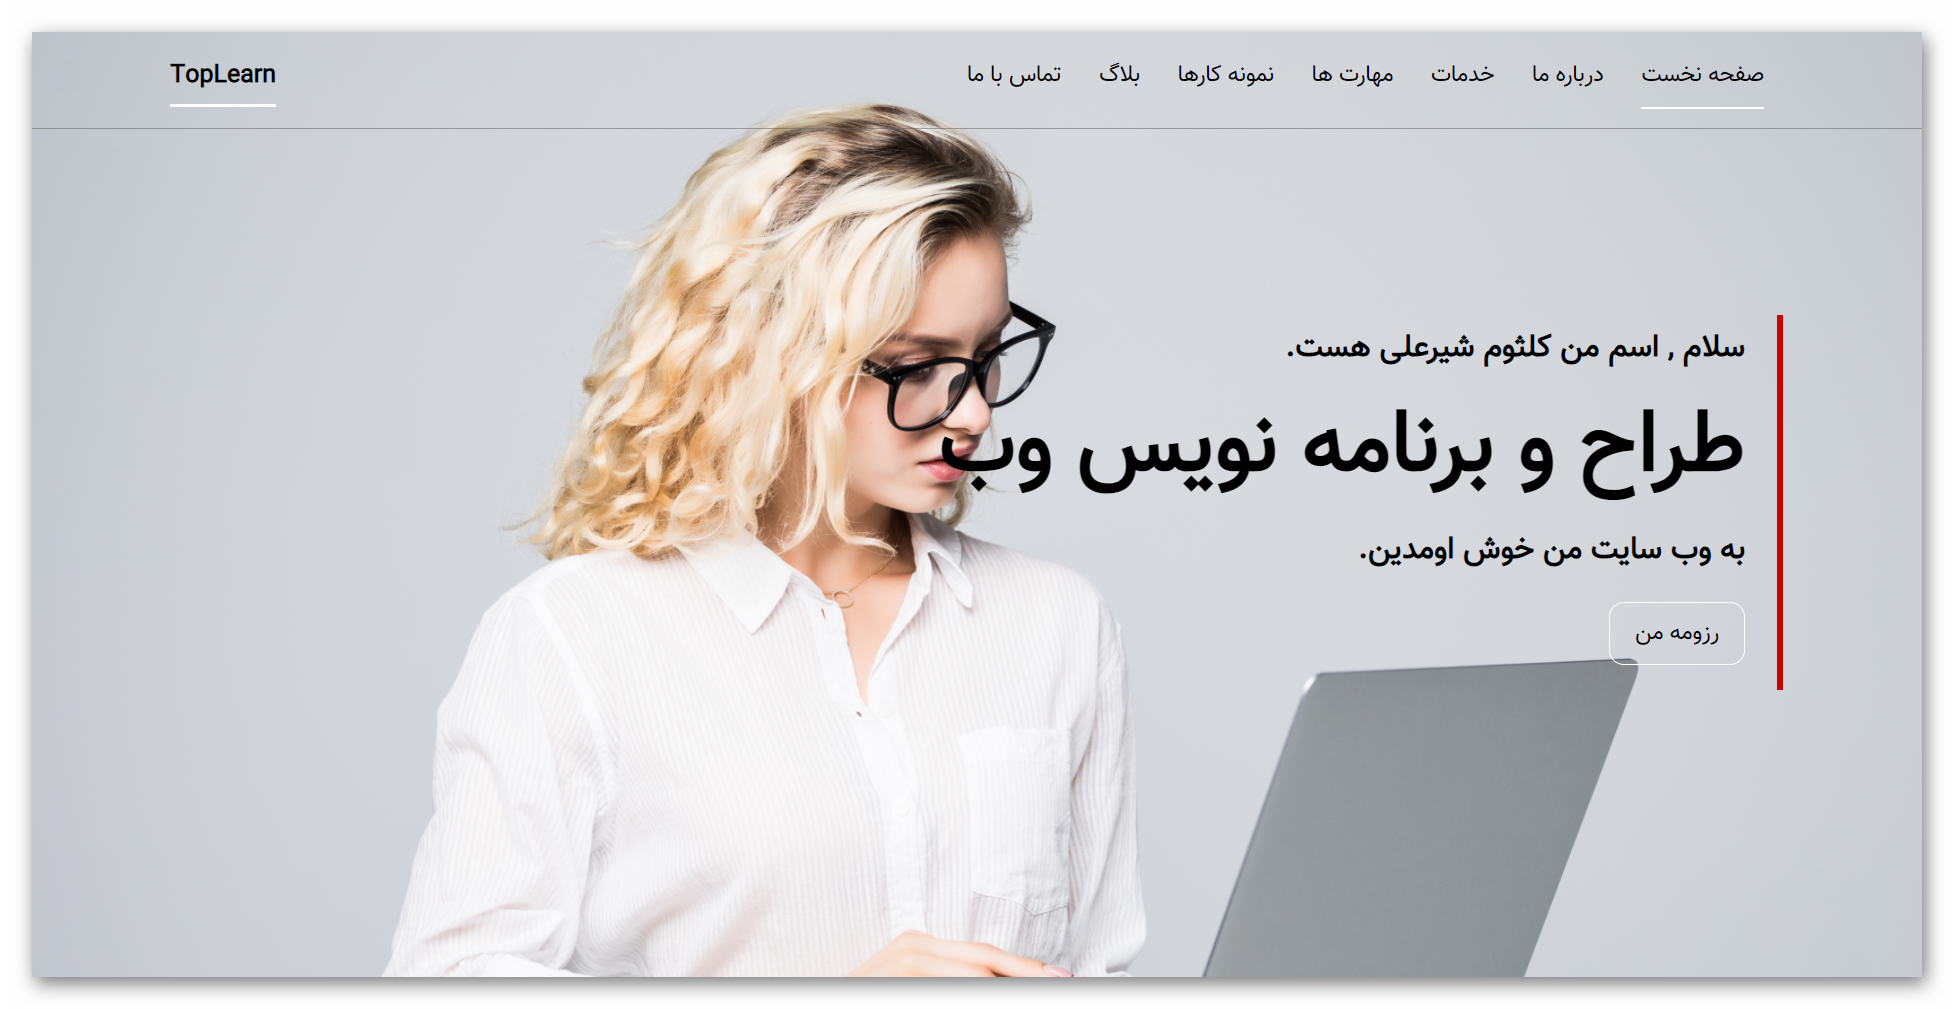 صفحه نخست درباره ما خدمات مهارت ها نمونه کارها بلاگ تماس با ما TopLearn
سلام , اسم من کلثوم شیرعلی هست.
طراح و برنامه نویس وب
به وب سایت من خوش اومدین.
رزومه من